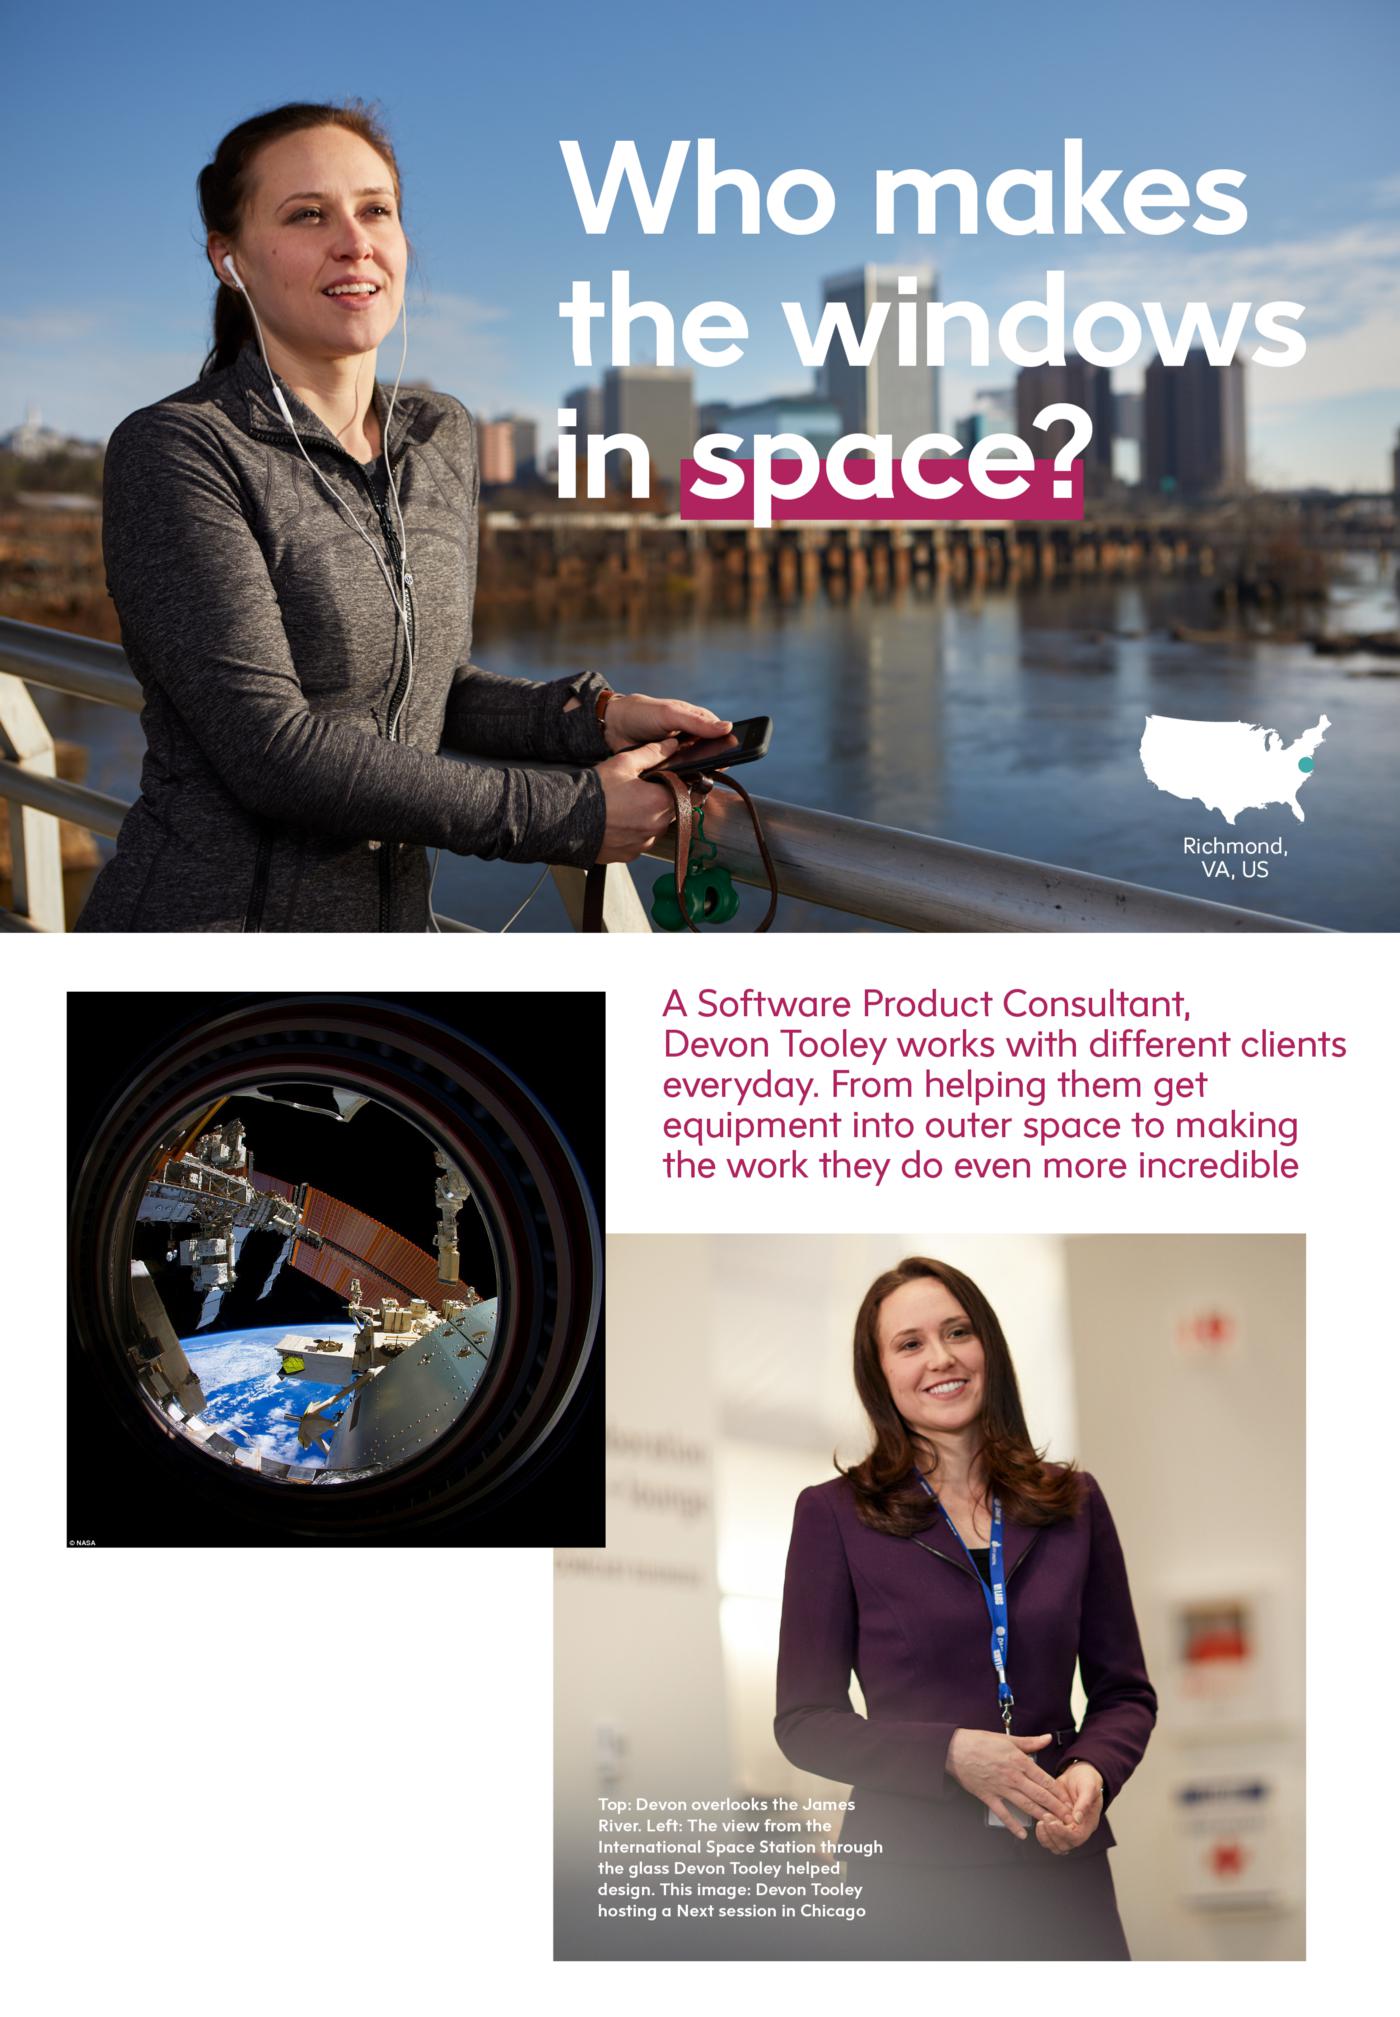 Who makes
the windows
in space?
Richmond,
VA, US
A Software Product Consultant,
Devon Tooley works with different clients
everyday. From helping them get
equipment into outer space to making
the work they do even more incredible
© NASA
Top: Devon overlooks the James
River. Left: The view from the
International Space Station through
the glass Devon Tooley helped
design. This image: Devon Tooley
hosting a Next session in Chicago